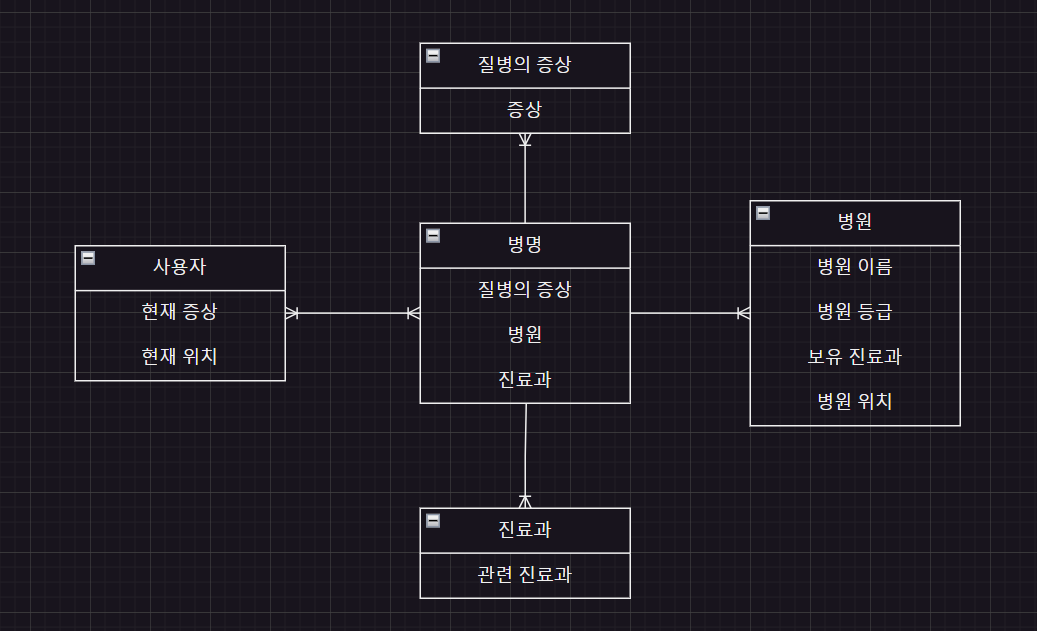 질병의 증상
증상
사용자
현재 증상
현재 위치
병명
질병의 증상
병원
진료과
병원
병원 이름
병원 등급
보유 진료과
병원 위치
진료과
관련 진료과